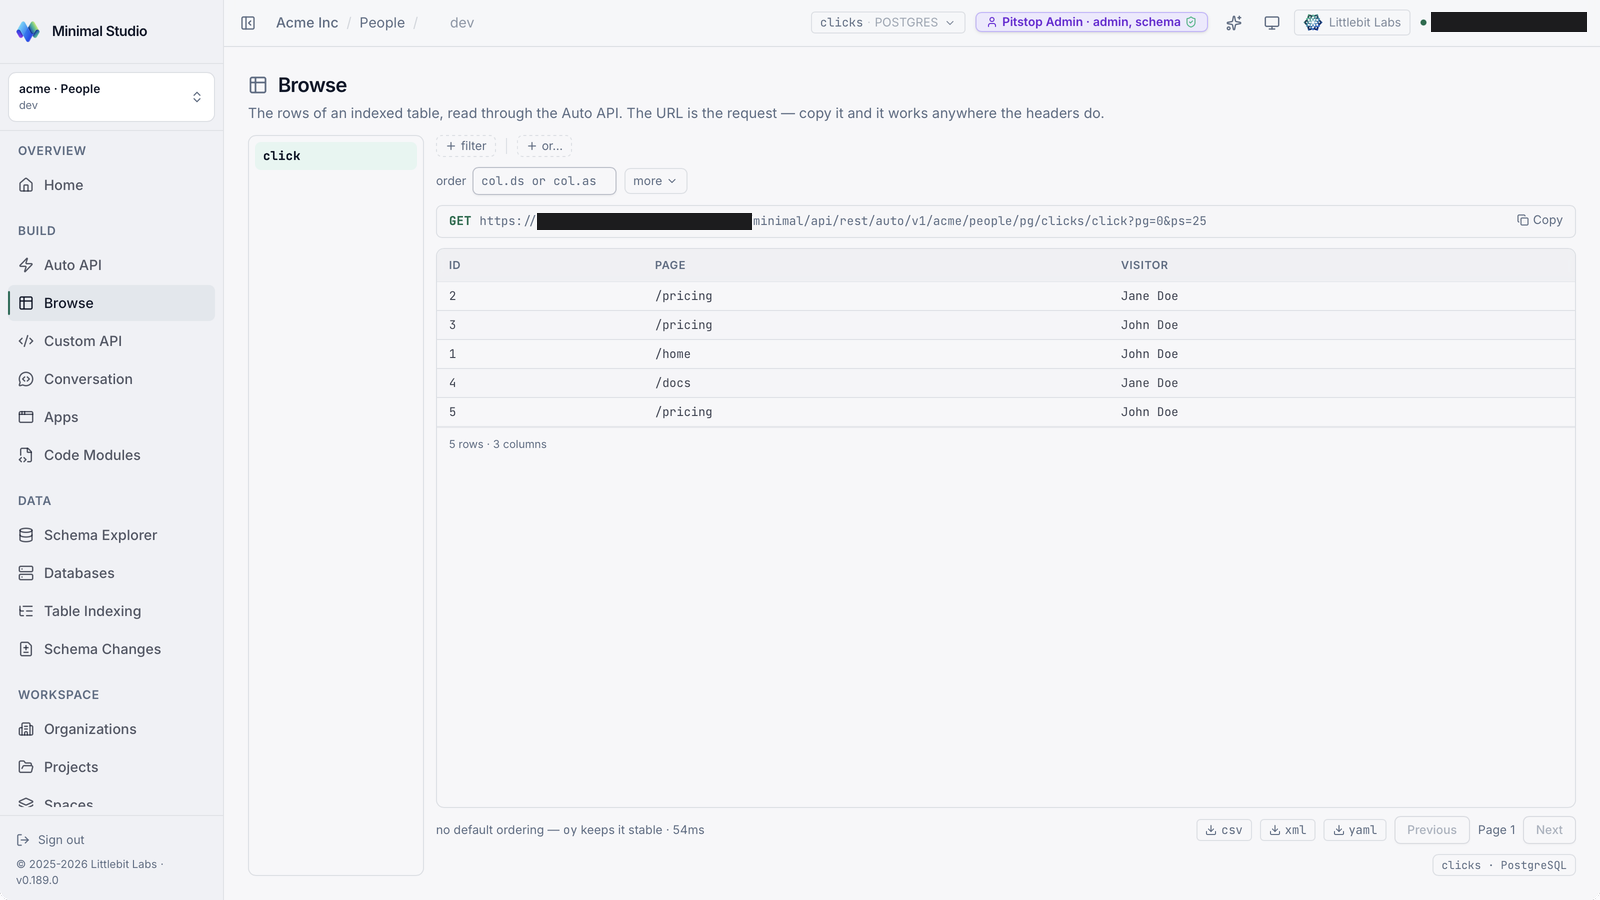 Minimal Studio
acme · People
dev
OVERVIEW
Home
BUILD
Auto API
Browse
Custom API
Conversation
Apps
Code Modules
DATA
Schema Explorer
Databases
Table Indexing
Schema Changes
WORKSPACE
Organizations
Projects
Spaces
Sign out
© 2025-2026 Littlebit Labs ·
v0.189.0
Acme Inc / People / dev
clicks · POSTGRES
Pitstop Admin · admin, schema
Littlebit Labs
Browse
The rows of an indexed table, read through the Auto API. The URL is the request — copy it and it works anywhere the headers do.
click
+ filter
+ or...
order col.ds or col.as more
GET https:// minimal/api/rest/auto/v1/acme/people/pg/clicks/click?pg=0&ps=25 Copy
ID PAGE VISITOR
2 /pricing Jane Doe
3 /pricing John Doe
1 /home John Doe
4 /docs Jane Doe
5 /pricing John Doe
5 rows · 3 columns
no default ordering — oy keeps it stable · 54ms
csv xml yaml Previous Page 1 Next
clicks · PostgreSQL